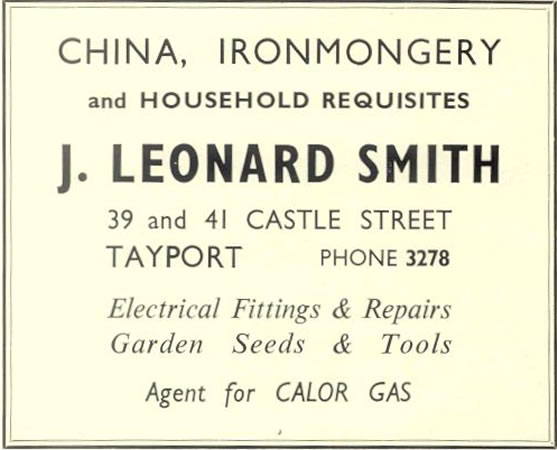 CHINA, IRONMONGERY
and HOUSEHOLD REQUISITES
J. LEONARD SMITH
39 and 41 CASTLE STREET
TAYPORT PHONE 3278
Electrical Fittings & Repairs
Garden Seeds & Tools
Agent for CALOR GAS